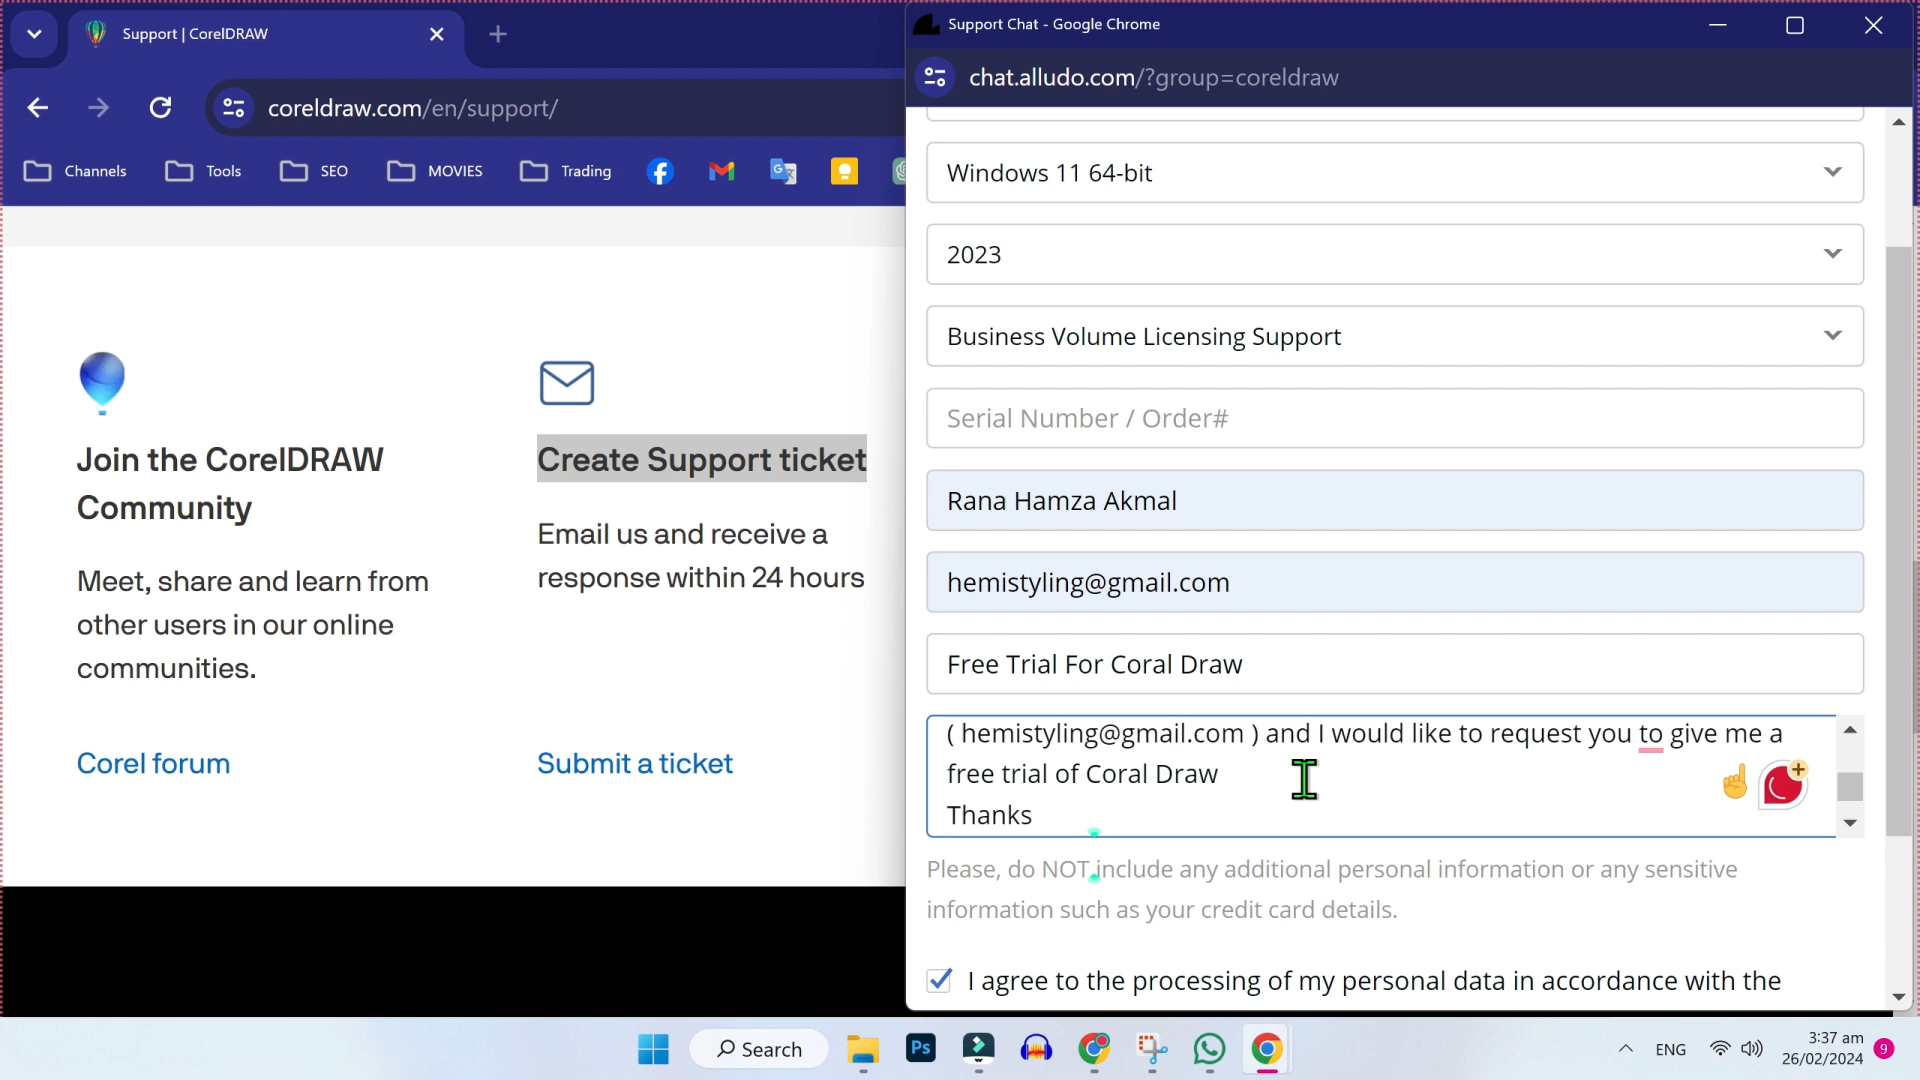 Support | CorelDRAW
Support Chat - Google Chrome
coreldraw.com/en/support/
chat.alludo.com/?group=coreldraw
Channels
Tools
SEO
MOVIES
Trading
Join the CorelDRAW
Community
Meet, share and learn from
other users in our online
communities.
Corel forum
Create Support ticket
Email us and receive a
response within 24 hours
Submit a ticket
Windows 11 64-bit
2023
Business Volume Licensing Support
Serial Number / Order#
Rana Hamza Akmal
hemistyling@gmail.com
Free Trial For Coral Draw
( hemistyling@gmail.com ) and I would like to request you to give me a
free trial of Coral Draw
Thanks
Please, do NOT include any additional personal information or any sensitive
information such as your credit card details.
I agree to the processing of my personal data in accordance with the
Search
Ps
ENG
3:37 am
26/02/2024
9